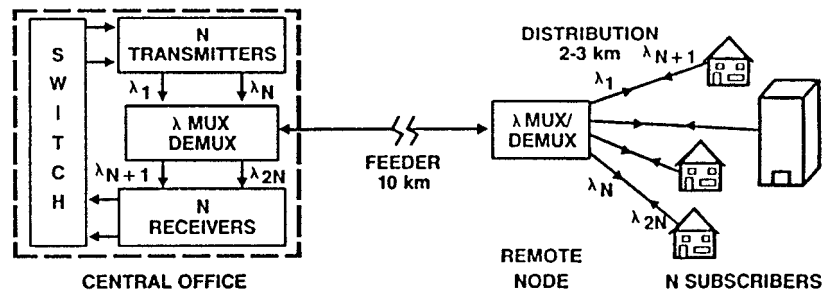 SWITCH
N
TRANSMITTERS
λ1 λN
λ MUX
DEMUX
λN+1 λ2N
N
RECEIVERS
CENTRAL OFFICE
FEEDER
10 km
DISTRIBUTION
2-3 km
λ1 λN+1
λ MUX/
DEMUX
λN λ2N
REMOTE
NODE
N SUBSCRIBERS